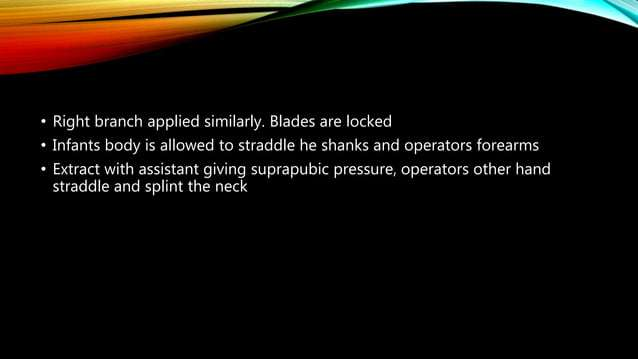 • Right branch applied similarly. Blades are locked
• Infants body is allowed to straddle he shanks and operators forearms
• Extract with assistant giving suprapubic pressure, operators other hand
straddle and splint the neck